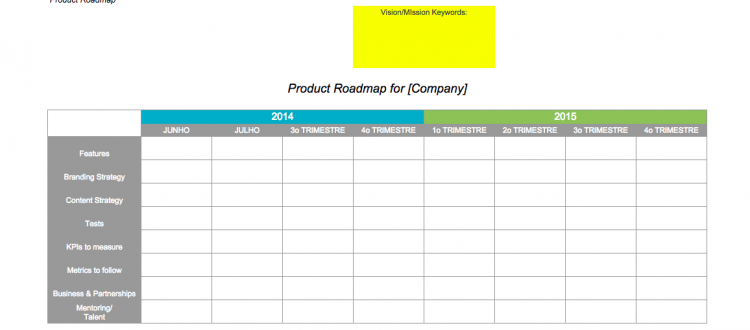 Product Roadmap
Vision/MIssion Keywords:
Product Roadmap for [Company]
2014 2015
JUNHO JULHO 3o TRIMESTRE 4o TRIMESTRE 1o TRIMESTRE 2o TRIMESTRE 3o TRIMESTRE 4o TRIMESTRE
Features
Branding Strategy
Content Strategy
Tests
KPIs to measure
Metrics to follow
Business & Partnerships
Mentoring/
Talent